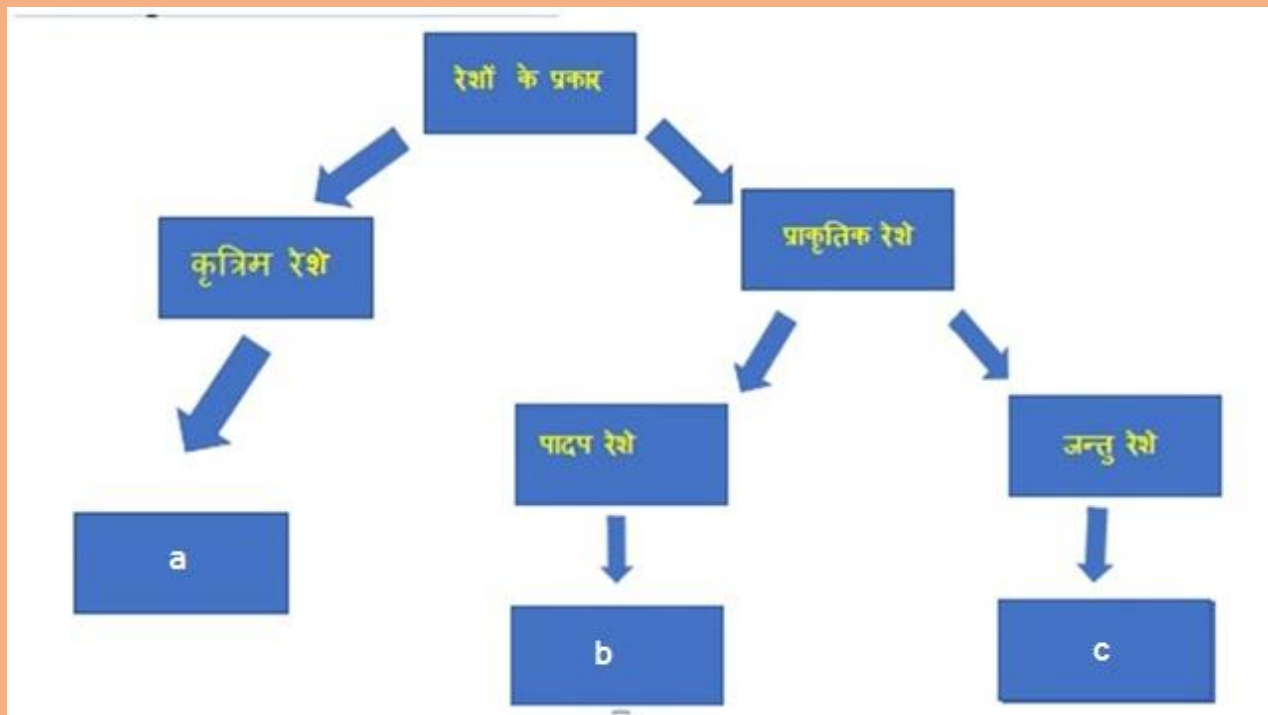 रेशों के प्रकार
कृत्रिम रेशे
प्राकृतिक रेशे
पादप रेशे
जन्तु रेशे
a
b
c